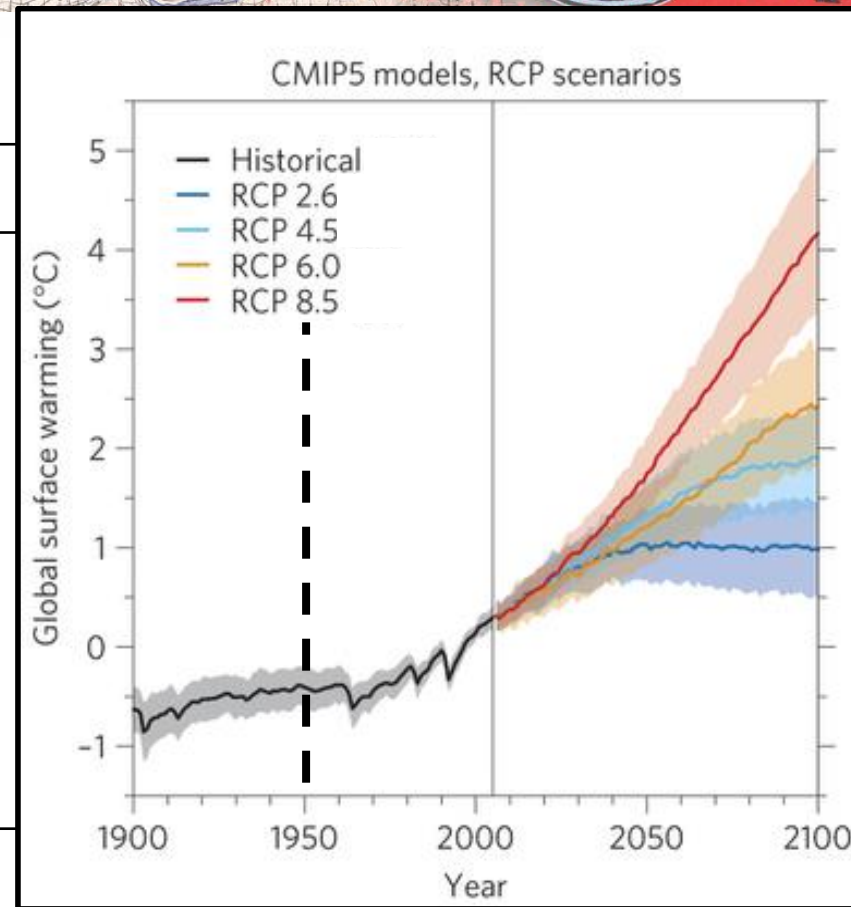 CMIP5 models, RCP scenarios
Historical
RCP 2.6
RCP 4.5
RCP 6.0
RCP 8.5
Global surface warming (°C)
5
4
3
2
1
0
–1
1900 1950 2000 2050 2100
Year